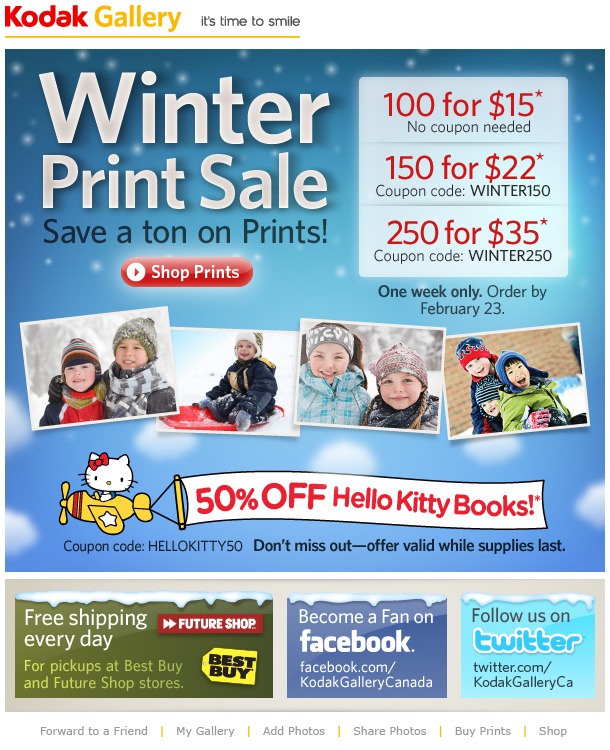 Kodak Gallery it's time to smile
Winter
Print Sale
Save a ton on Prints!
Shop Prints
100 for $15*
No coupon needed
150 for $22*
Coupon code: WINTER150
250 for $35*
Coupon code: WINTER250
One week only. Order by
February 23.
50% OFF Hello Kitty Books!*
Coupon code: HELLOKITTY50 Don't miss out—offer valid while supplies last.
Free shipping
every day
FUTURE SHOP.
For pickups at Best Buy
and Future Shop stores.
BEST
BUY
Become a Fan on
facebook.
facebook.com/
KodakGalleryCanada
Follow us on
twitter
twitter.com/
KodakGalleryCa
Forward to a Friend | My Gallery | Add Photos | Share Photos | Buy Prints | Shop